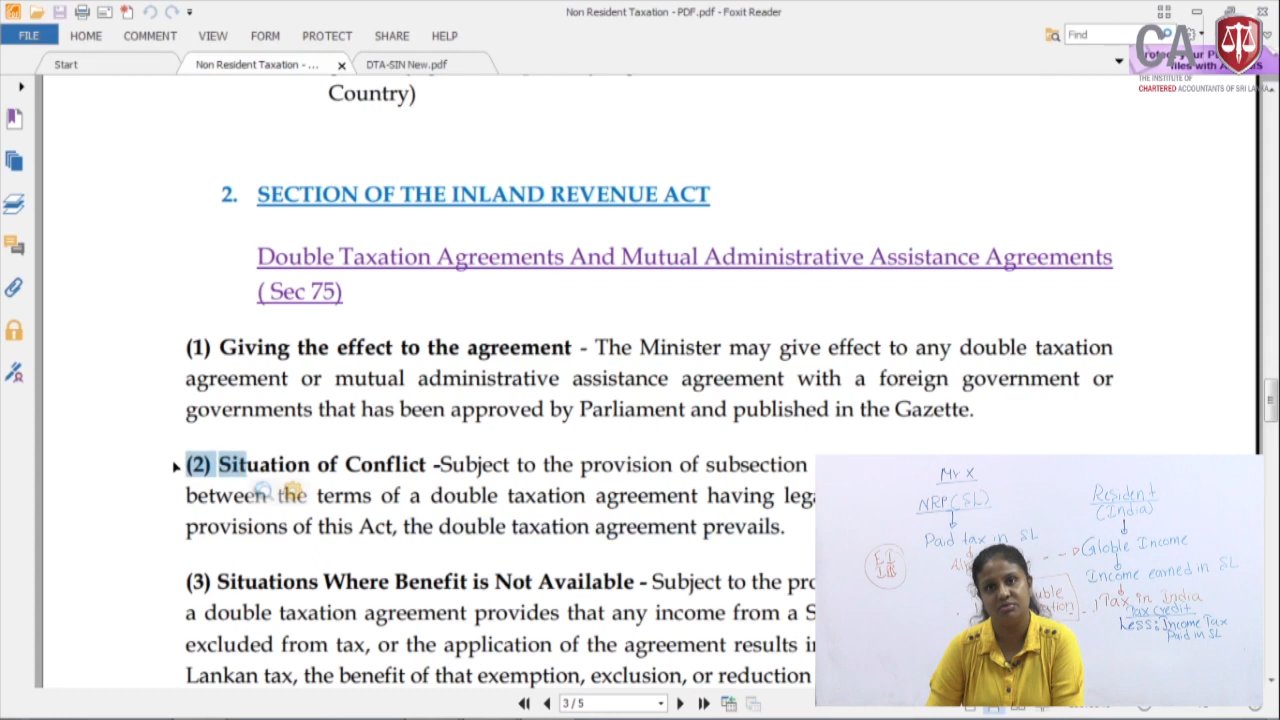 Non Resident Taxation - PDF.pdf - Foxit Reader
FILE HOME COMMENT VIEW FORM PROTECT SHARE HELP Find
Start Non Resident Taxation - ... DTA-SIN New.pdf
CA
THE INSTITUTE OF
CHARTERED ACCOUNTANTS OF SRI LANKA
Country)
2. SECTION OF THE INLAND REVENUE ACT
Double Taxation Agreements And Mutual Administrative Assistance Agreements
( Sec 75)
(1) Giving the effect to the agreement - The Minister may give effect to any double taxation
agreement or mutual administrative assistance agreement with a foreign government or
governments that has been approved by Parliament and published in the Gazette.
(2) Situation of Conflict -Subject to the provision of subsection
between the terms of a double taxation agreement having lega
provisions of this Act, the double taxation agreement prevails.
(3) Situations Where Benefit is Not Available - Subject to the pro
a double taxation agreement provides that any income from a S
excluded from tax, or the application of the agreement results in
Lankan tax, the benefit of that exemption, exclusion, or reduction
Mr X
NRP (SL)
Paid tax in SL
Resident
(India)
Globle Income
Income earned in SL
Tax in India
Tax credit
Less: Income Tax
Paid in SL
3 / 5